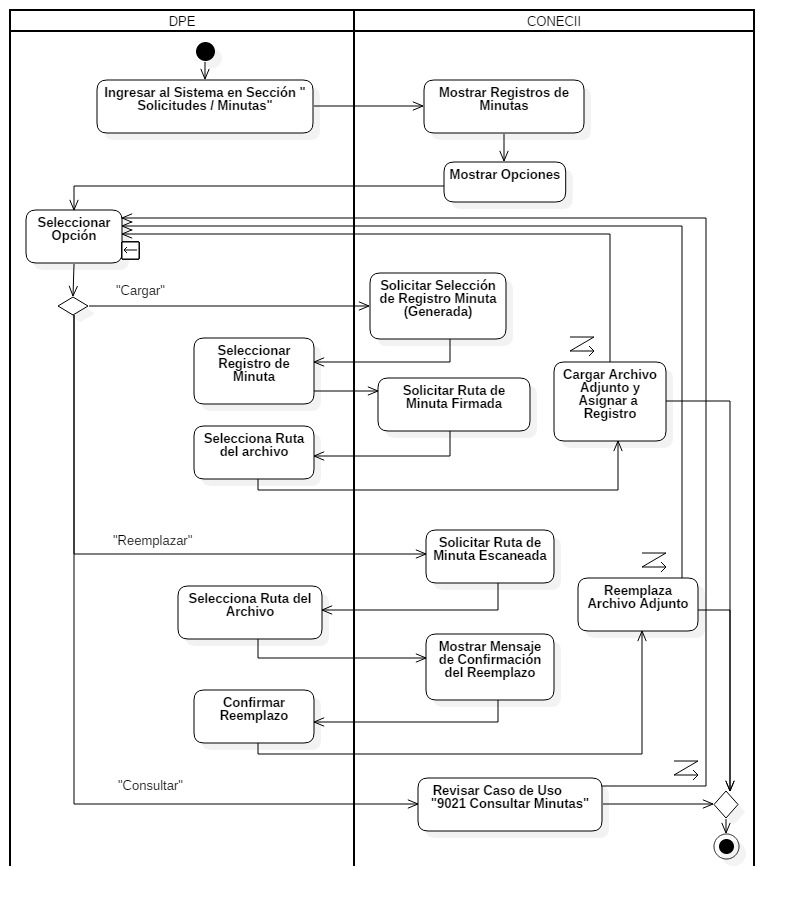 DPE
CONECII
Ingresar al Sistema en Sección "
Solicitudes / Minutas"
Mostrar Registros de
Minutas
Mostrar Opciones
Seleccionar
Opción
"Cargar"
Solicitar Selección
de Registro Minuta
(Generada)
Seleccionar
Registro de
Minuta
Cargar Archivo
Adjunto y
Asignar a
Registro
Solicitar Ruta de
Minuta Firmada
Selecciona Ruta
del archivo
"Reemplazar"
Solicitar Ruta de
Minuta Escaneada
Selecciona Ruta del
Archivo
Reemplaza
Archivo Adjunto
Mostrar Mensaje
de Confirmación
del Reemplazo
Confirmar
Reemplazo
"Consultar"
Revisar Caso de Uso
"9021 Consultar Minutas"